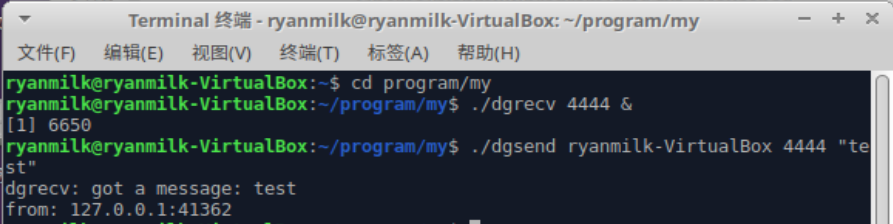 Terminal 终端 - ryanmilk@ryanmilk-VirtualBox: ~/program/my
文件(F) 编辑(E) 视图(V) 终端(T) 标签(A) 帮助(H)
ryanmilk@ryanmilk-VirtualBox:~$ cd program/my
ryanmilk@ryanmilk-VirtualBox:~/program/my$ ./dgrecv 4444 &
[1] 6650
ryanmilk@ryanmilk-VirtualBox:~/program/my$ ./dgsend ryanmilk-VirtualBox 4444 "te
st"
dgrecv: got a message: test
from: 127.0.0.1:41362